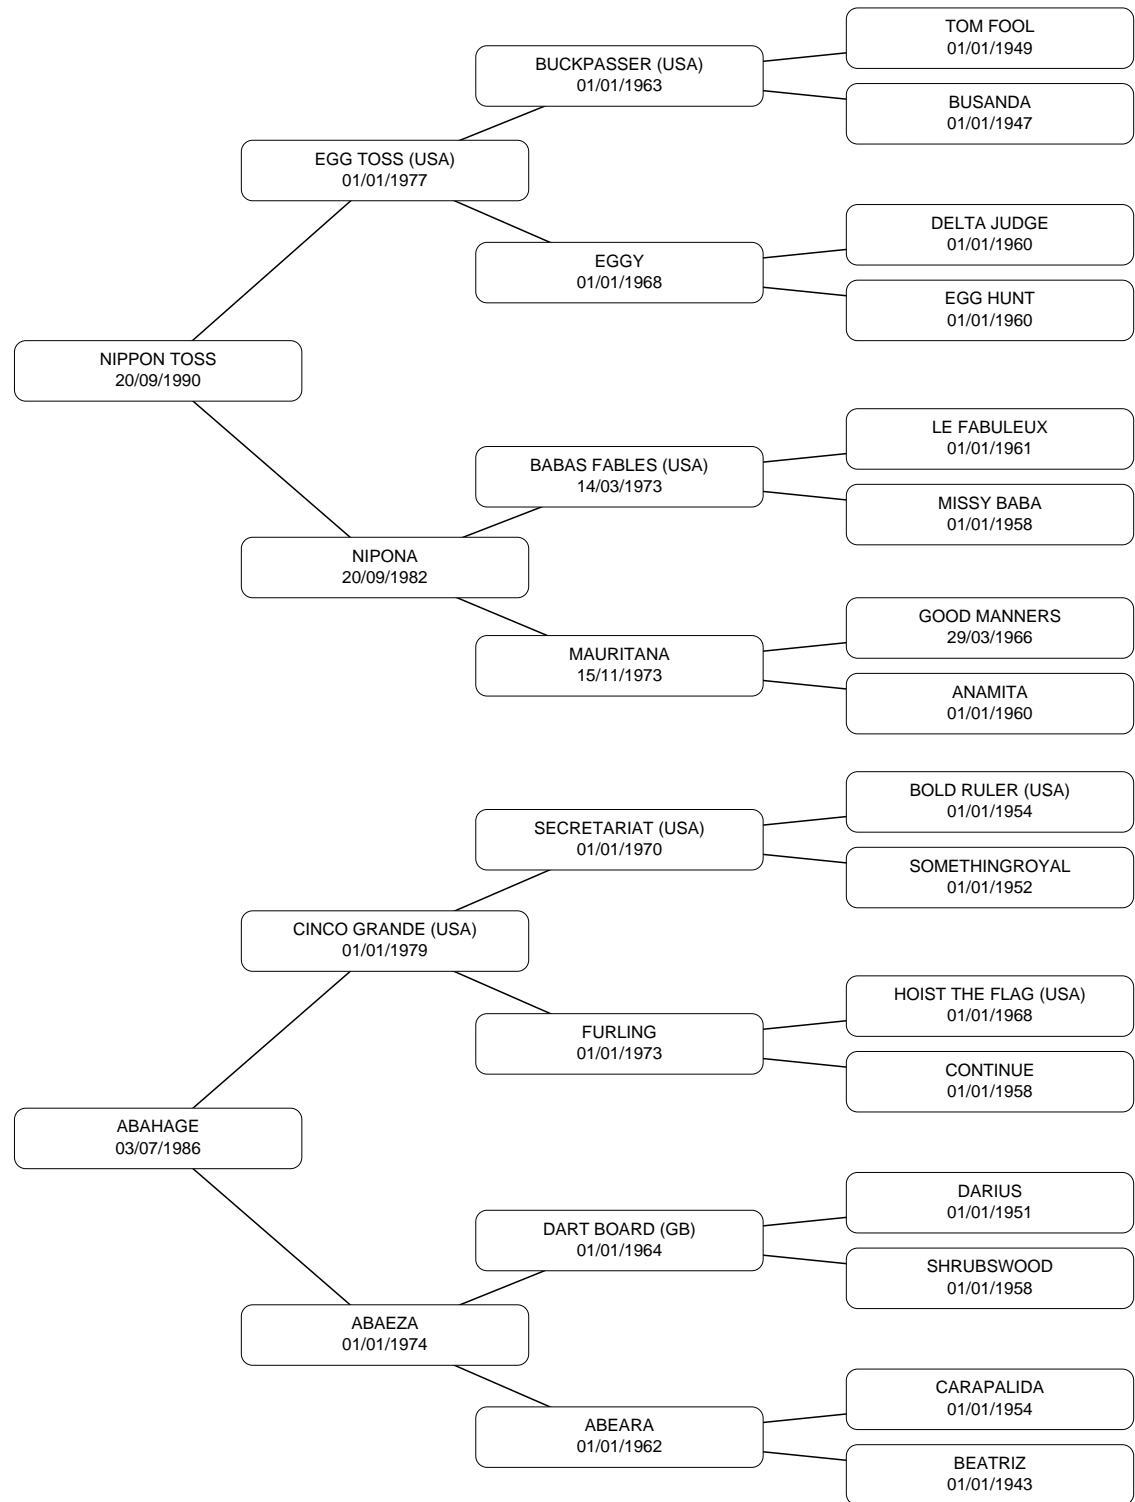 TOM FOOL
01/01/1949
BUCKPASSER (USA)
01/01/1963
BUSANDA
01/01/1947
EGG TOSS (USA)
01/01/1977
DELTA JUDGE
01/01/1960
EGGY
01/01/1968
EGG HUNT
01/01/1960
NIPPON TOSS
20/09/1990
LE FABULEUX
01/01/1961
BABAS FABLES (USA)
14/03/1973
MISSY BABA
01/01/1958
NIPONA
20/09/1982
GOOD MANNERS
29/03/1966
MAURITANA
15/11/1973
ANAMITA
01/01/1960
BOLD RULER (USA)
01/01/1954
SECRETARIAT (USA)
01/01/1970
SOMETHINGROYAL
01/01/1952
CINCO GRANDE (USA)
01/01/1979
HOIST THE FLAG (USA)
01/01/1968
FURLING
01/01/1973
CONTINUE
01/01/1958
ABAHAGE
03/07/1986
DARIUS
01/01/1951
DART BOARD (GB)
01/01/1964
SHRUBSWOOD
01/01/1958
ABAEZA
01/01/1974
CARAPALIDA
01/01/1954
ABEARA
01/01/1962
BEATRIZ
01/01/1943